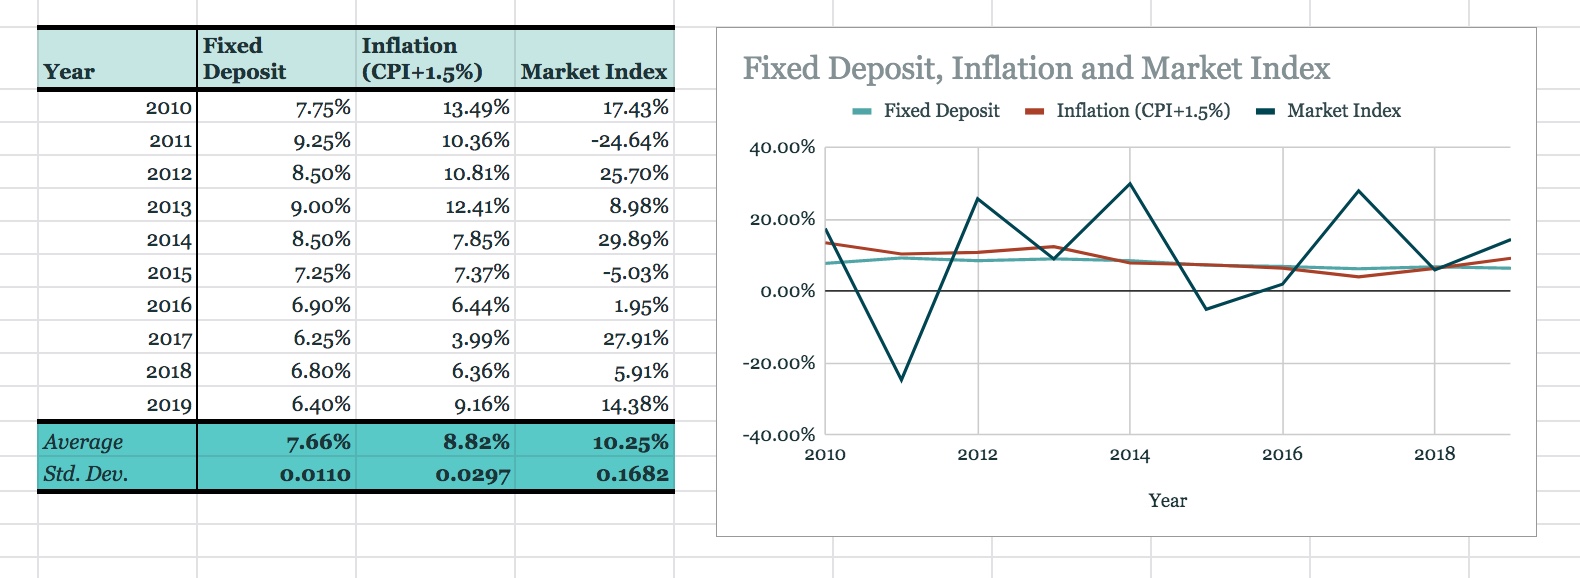 Year Fixed Deposit Inflation (CPI+1.5%) Market Index
2010 7.75% 13.49% 17.43%
2011 9.25% 10.36% -24.64%
2012 8.50% 10.81% 25.70%
2013 9.00% 12.41% 8.98%
2014 8.50% 7.85% 29.89%
2015 7.25% 7.37% -5.03%
2016 6.90% 6.44% 1.95%
2017 6.25% 3.99% 27.91%
2018 6.80% 6.36% 5.91%
2019 6.40% 9.16% 14.38%
Average 7.66% 8.82% 10.25%
Std. Dev. 0.0110 0.0297 0.1682
Fixed Deposit, Inflation and Market Index
Fixed Deposit Inflation (CPI+1.5%) Market Index
40.00%
20.00%
0.00%
-20.00%
-40.00%
2010 2012 2014 2016 2018
Year